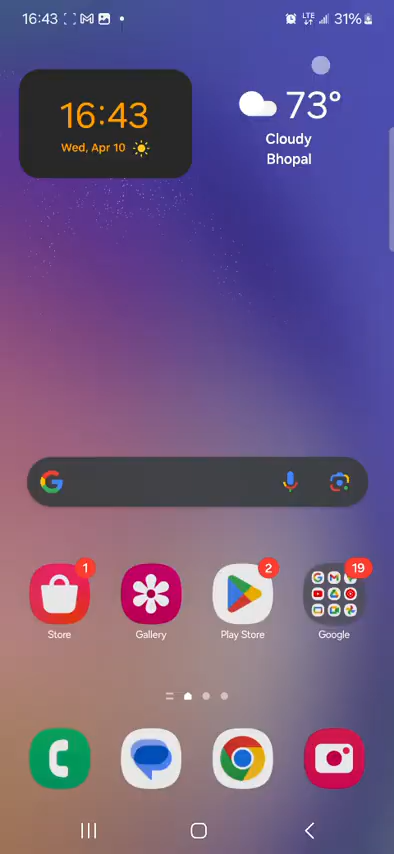 16:43
LTE
31%
16:43
Wed, Apr 10
73°
Cloudy
Bhopal
1
2
19
Store
Gallery
Play Store
Google